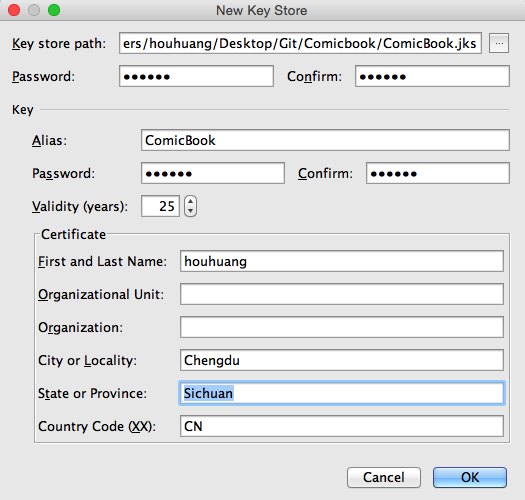 New Key Store
Key store path: ers/houhuang/Desktop/Git/Comicbook/ComicBook.jks ...
Password: •••••• Confirm: ••••••
Key
Alias: ComicBook
Password: •••••• Confirm: ••••••
Validity (years): 25
Certificate
First and Last Name: houhuang
Organizational Unit:
Organization:
City or Locality: Chengdu
State or Province: Sichuan
Country Code (XX): CN
Cancel OK